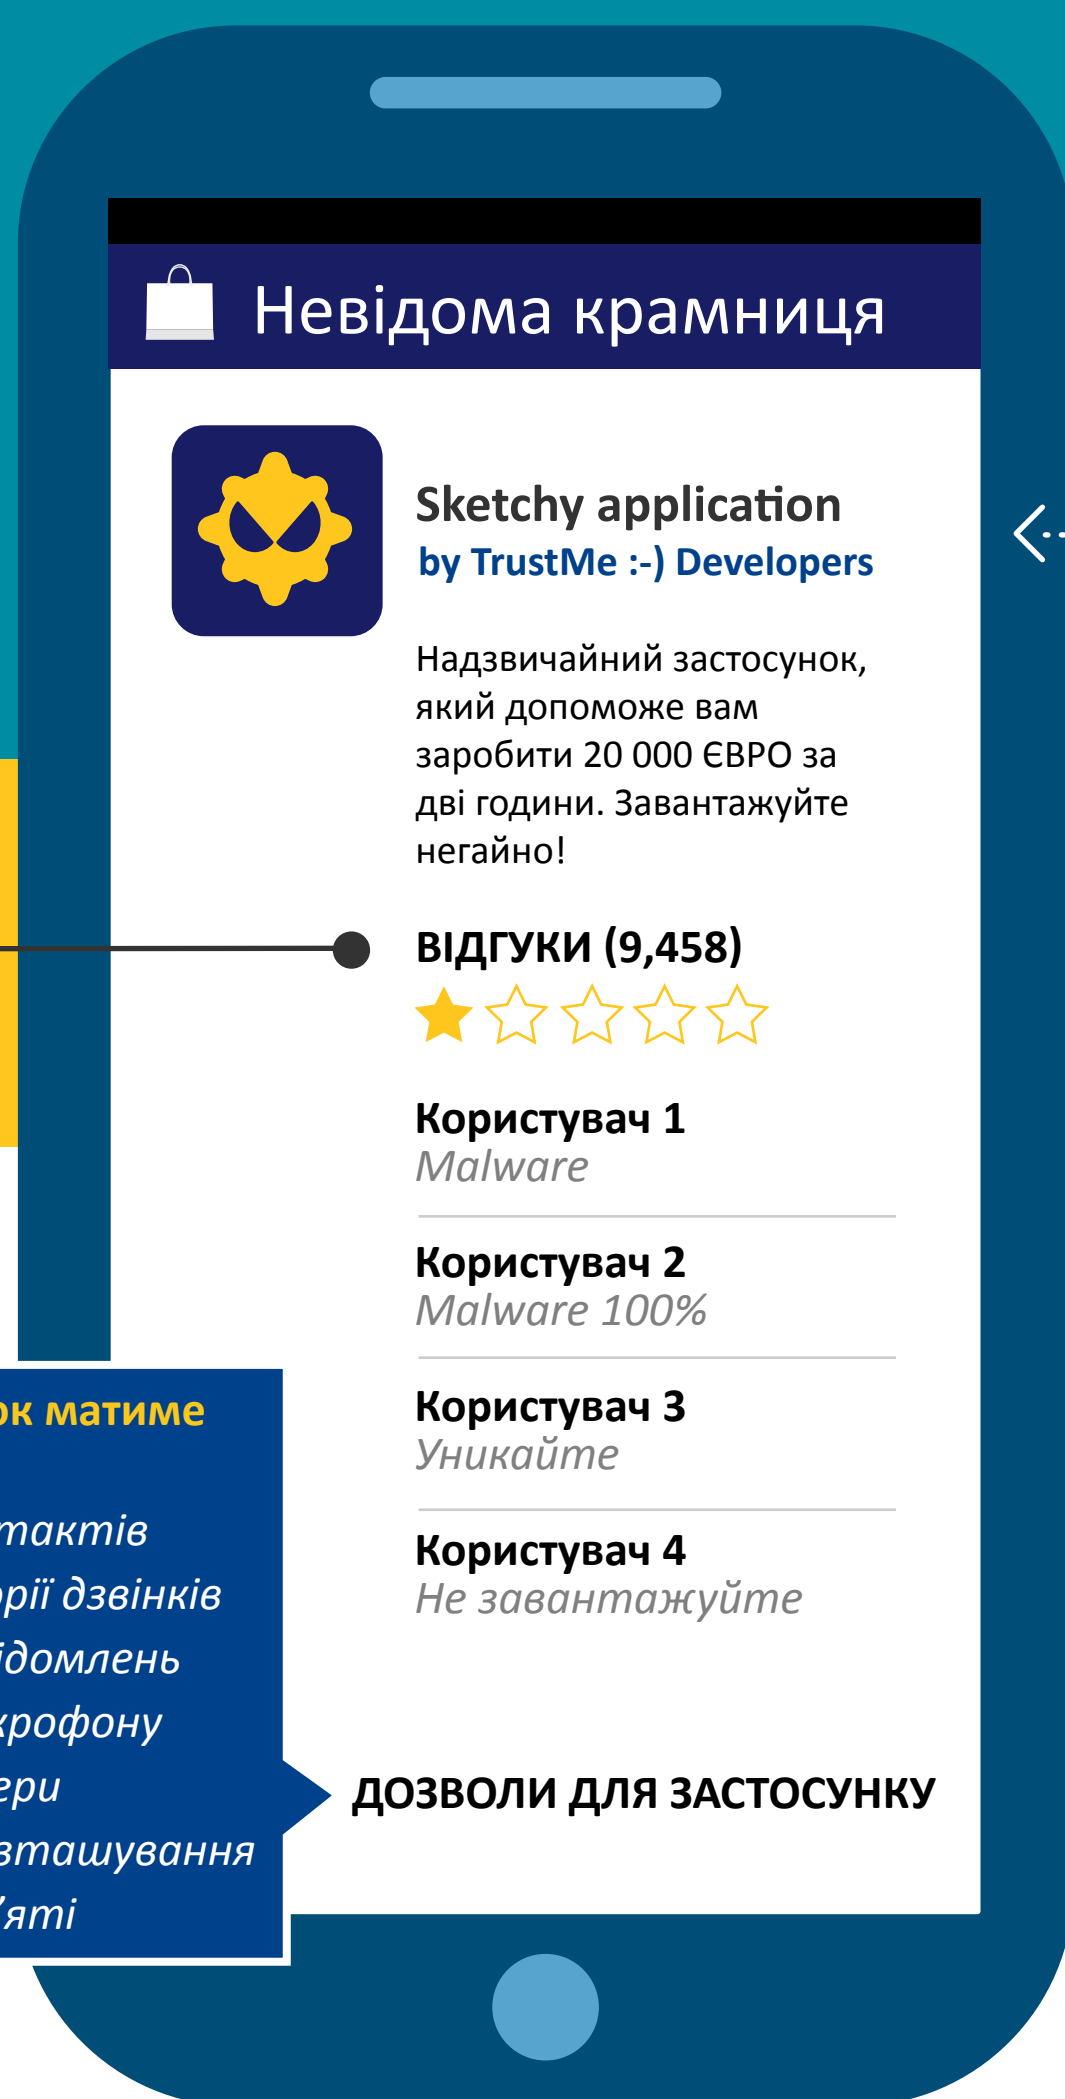 Невідома крамниця
Sketchy application
by TrustMe :-) Developers
Надзвичайний застосунок,
який допоможе вам
заробити 20 000 ЄВРО за
дві години. Завантажуйте
негайно!
ВІДГУКИ (9,458)
Користувач 1
Malware
Користувач 2
Malware 100%
Користувач 3
Уникайте
Користувач 4
Не завантажуйте
ДОЗВОЛИ ДЛЯ ЗАСТОСУНКУ
матиме
дзвінків